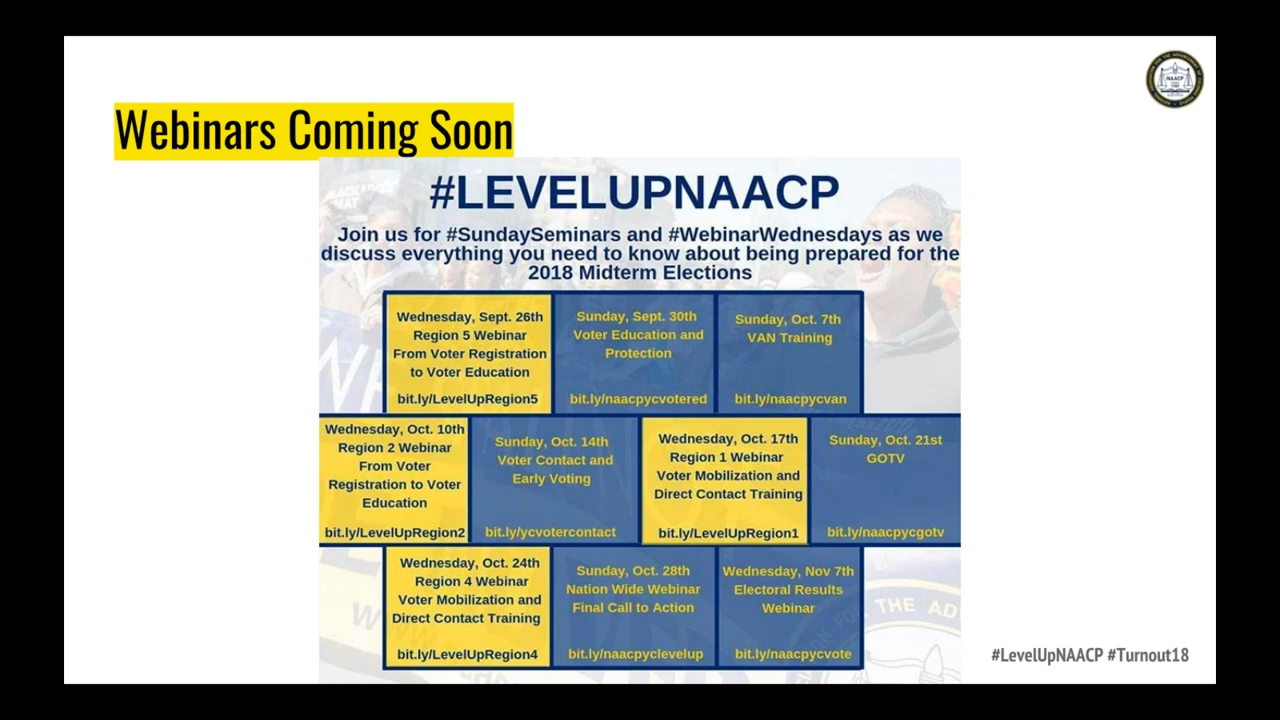 Webinars Coming Soon
NAACP
#LEVELUPNAACP
Join us for #SundaySeminars and #WebinarWednesdays as we
discuss everything you need to know about being prepared for the
2018 Midterm Elections
Wednesday, Sept. 26th
Region 5 Webinar
From Voter Registration
to Voter Education
bit.ly/LevelUpRegion5
Sunday, Sept. 30th
Voter Education and
Protection
bit.ly/naacpycvotered
Sunday, Oct. 7th
VAN Training
bit.ly/naacpycvan
Wednesday, Oct. 10th
Region 2 Webinar
From Voter
Registration to Voter
Education
bit.ly/LevelUpRegion2
Sunday, Oct. 14th
Voter Contact and
Early Voting
bit.ly/ycvotercontact
Wednesday, Oct. 17th
Region 1 Webinar
Voter Mobilization and
Direct Contact Training
bit.ly/LevelUpRegion1
Sunday, Oct. 21st
GOTV
bit.ly/naacpycgotv
Wednesday, Oct. 24th
Region 4 Webinar
Voter Mobilization and
Direct Contact Training
bit.ly/LevelUpRegion4
Sunday, Oct. 28th
Nation Wide Webinar
Final Call to Action
bit.ly/naacpyclevelup
Wednesday, Nov 7th
Electoral Results
Webinar
bit.ly/naacpycvote
THE AD
#LevelUpNAACP #Turnout18